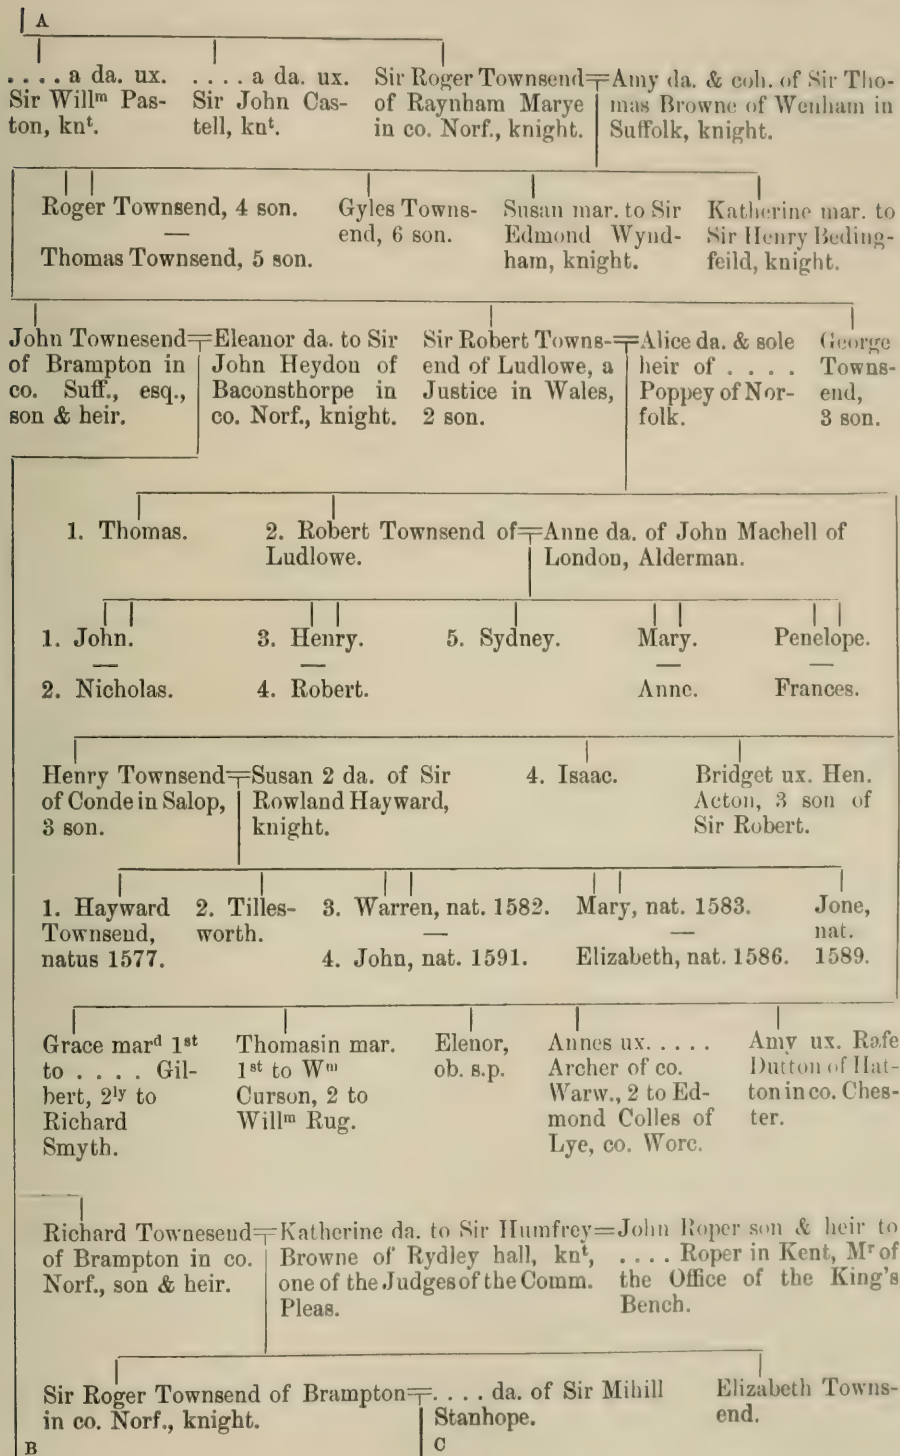 A
. . . . a da. ux. Sir Willᵐ Paston, knᵗ.
. . . . a da. ux. Sir John Castell, knᵗ.
Sir Roger Townsend of Raynham Marye in co. Norf., knight.
Amy da. & coh. of Sir Thomas Browne of Wenham in Suffolk, knight.
Roger Townsend, 4 son.
Thomas Townsend, 5 son.
Gyles Townsend, 6 son.
Susan mar. to Sir Edmond Wyndham, knight.
Katherine mar. to Sir Henry Bedingfeild, knight.
John Townesend of Brampton in co. Suff., esq., son & heir.
Eleanor da. to Sir John Heydon of Baconsthorpe in co. Norf., knight.
Sir Robert Townsend of Ludlowe, a Justice in Wales, 2 son.
Alice da. & sole heir of . . . . Poppey of Norfolk.
George Townsend, 3 son.
1. Thomas.
2. Robert Townsend of Ludlowe.
Anne da. of John Machell of London, Alderman.
1. John.
2. Nicholas.
3. Henry.
4. Robert.
5. Sydney.
Mary.
Anne.
Penelope.
Frances.
Henry Townsend of Conde in Salop, 3 son.
Susan 2 da. of Sir Rowland Hayward, knight.
4. Isaac.
Bridget ux. Hen. Acton, 3 son of Sir Robert.
1. Hayward Townsend, natus 1577.
2. Tillesworth.
3. Warren, nat. 1582.
4. John, nat. 1591.
Mary, nat. 1583.
Elizabeth, nat. 1586.
Jone, nat. 1589.
Grace marᵈ 1ˢᵗ to . . . . Gilbert, 2ˡʸ to Richard Smyth.
Thomasin mar. 1ˢᵗ to Wᵐ Curson, 2 to Willᵐ Rug.
Elenor, ob. s.p.
Annes ux. . . . . Archer of co. Warw., 2 to Edmond Colles of Lye, co. Worc.
Amy ux. Rafe Dutton of Hatton in co. Chester.
Richard Townesend of Brampton in co. Norf., son & heir.
Katherine da. to Sir Humfrey Browne of Rydley hall, knᵗ, one of the Judges of the Comm. Pleas.
John Roper son & heir to . . . . Roper in Kent, Mʳ of the Office of the King's Bench.
Sir Roger Townsend of Brampton in co. Norf., knight.
. . . . da. of Sir Mihill Stanhope.
Elizabeth Townsend.
B
C